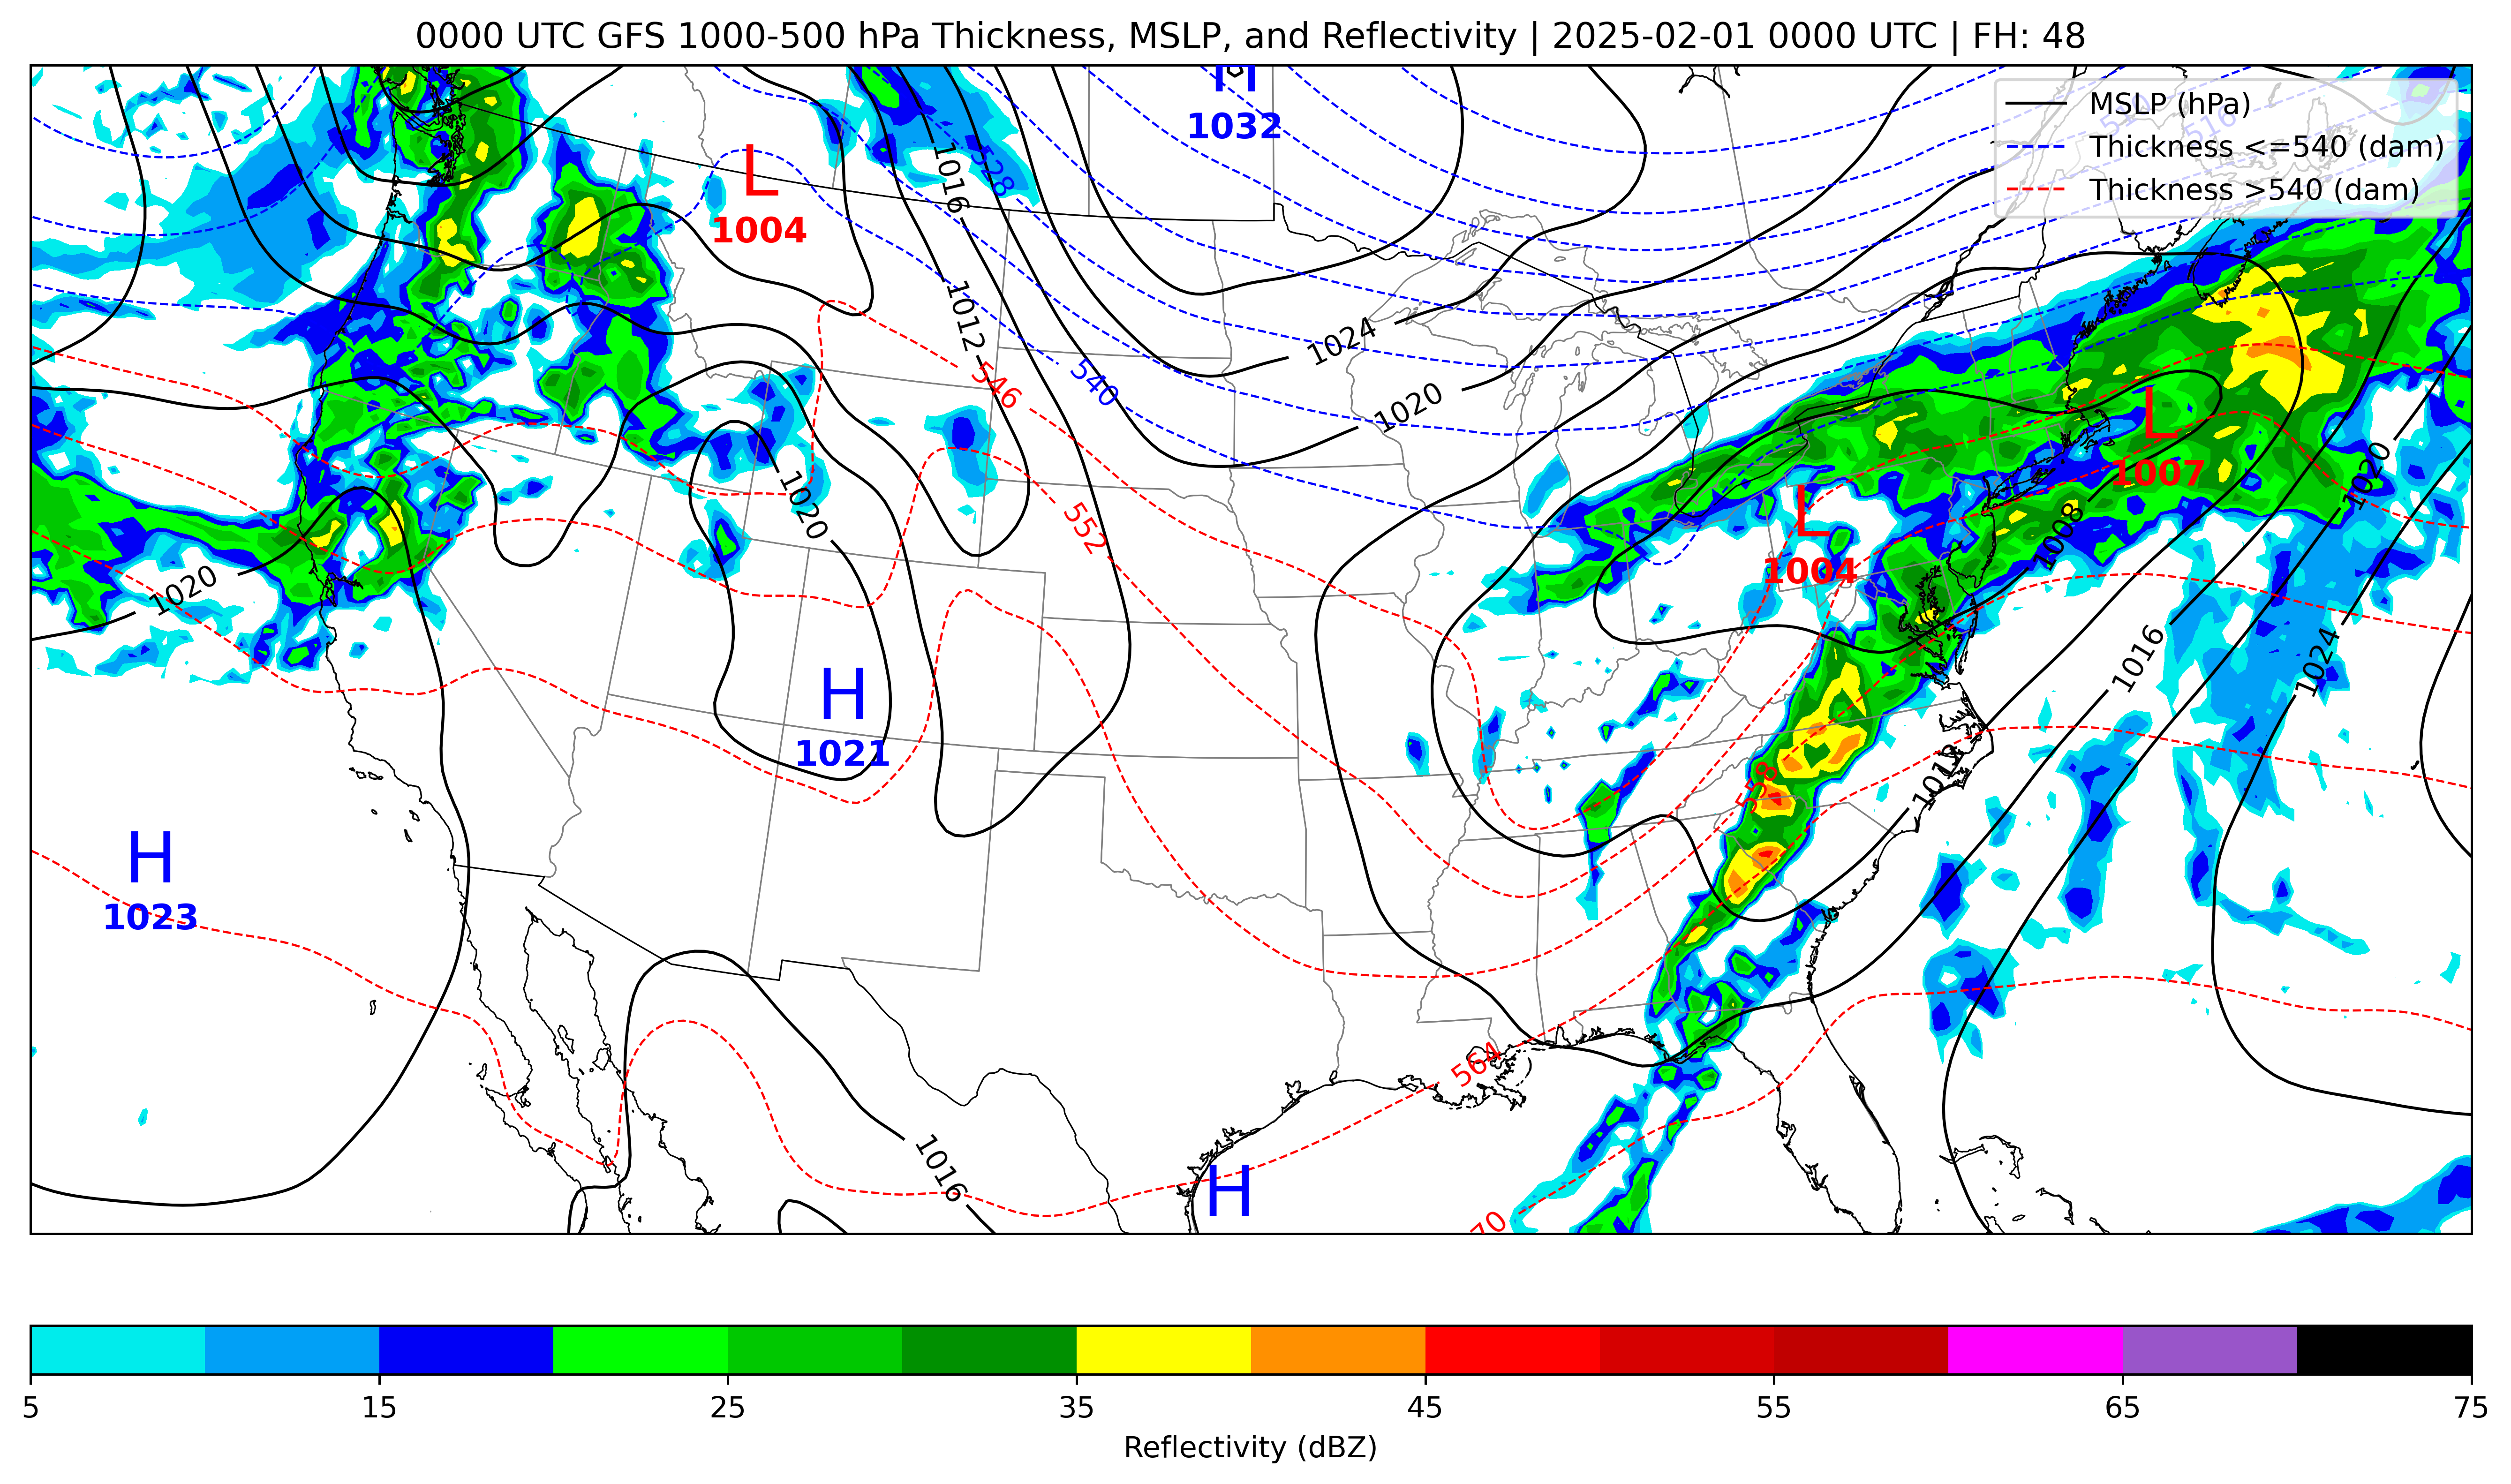 0000 UTC GFS 1000-500 hPa Thickness, MSLP, and Reflectivity | 2025-02-01 0000 UTC | FH: 48
MSLP (hPa)
Thickness <=540 (dam)
Thickness >540 (dam)
516
H
1032
L
1004
1016
528
1012
1024
546
540
1020
L
1007
1020
1020
552
L
1004
1008
1020
1016
1024
H
1021
558
1012
H
1023
564
1016
H
70
5 15 25 35 45 55 65 75
Reflectivity (dBZ)